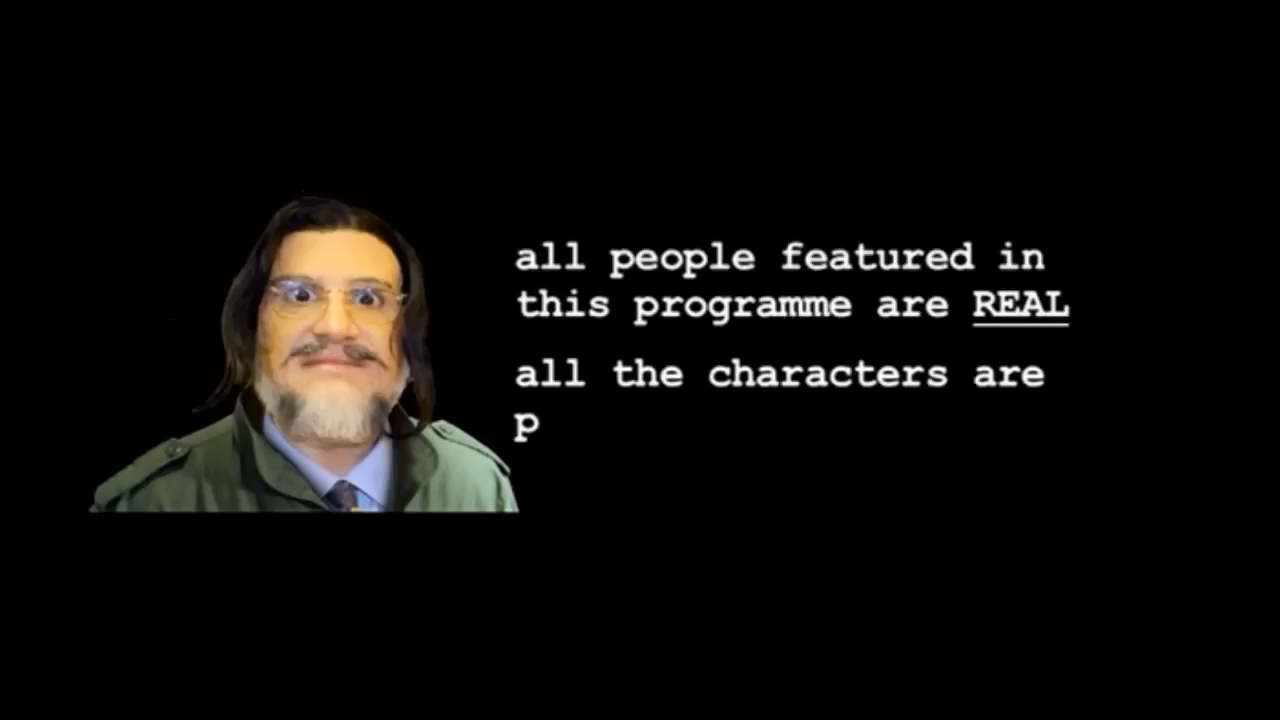 all people featured in
this programme are REAL
all the characters are
p